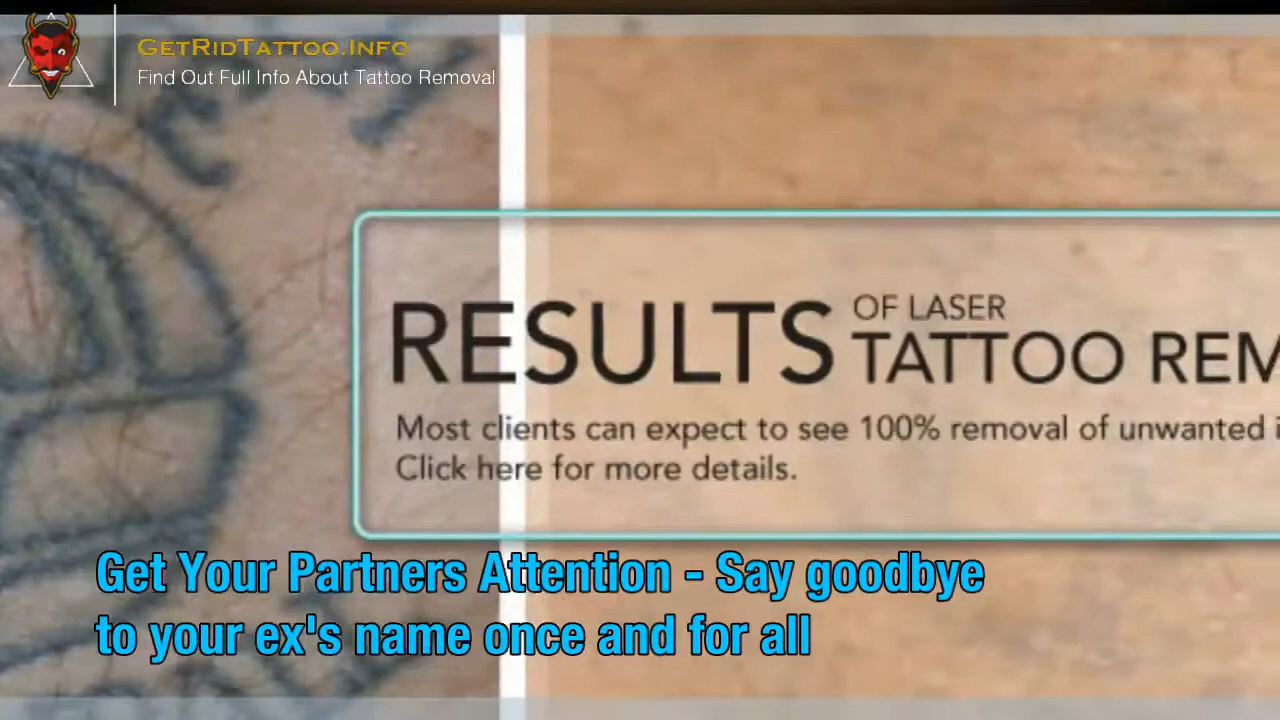 GetRidTattoo.Info
Find Out Full Info About Tattoo Removal
RESULTS OF LASER
TATTOO REM
Most clients can expect to see 100% removal of unwanted i
Click here for more details.
Get Your Partners Attention - Say goodbye
to your ex's name once and for all